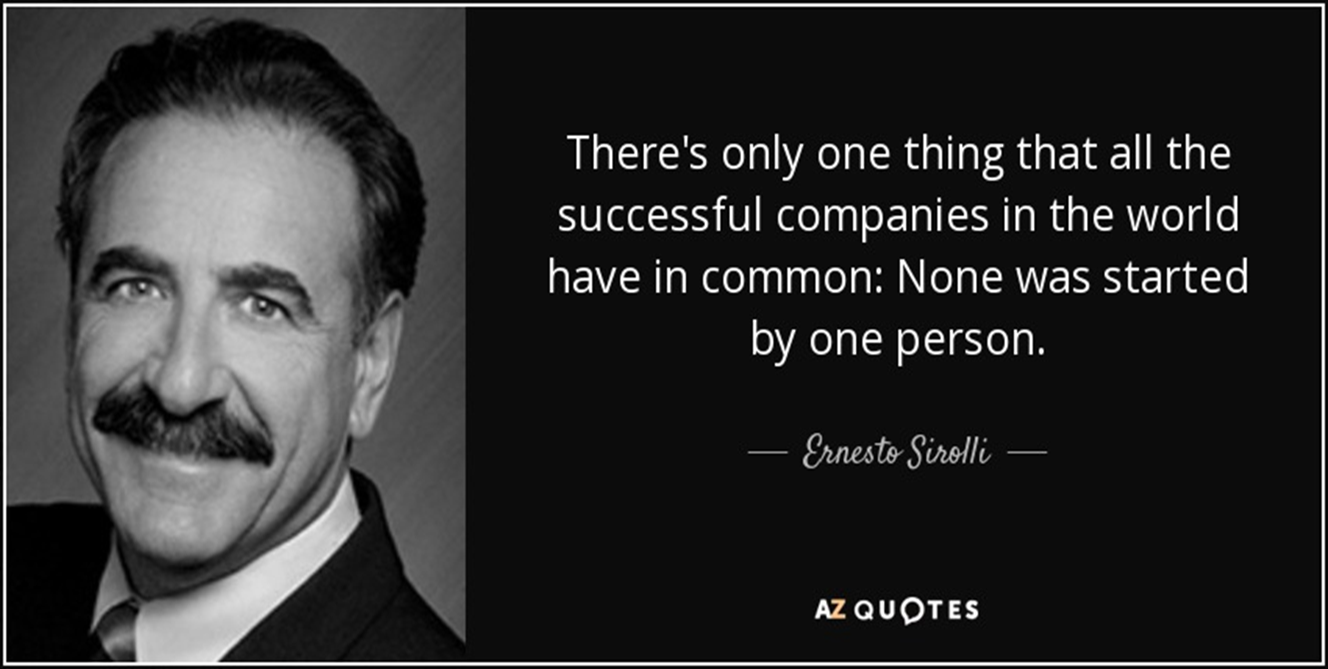 There's only one thing that all the
successful companies in the world
have in common: None was started
by one person.
Ernesto Sirolli
AZ QUOTES